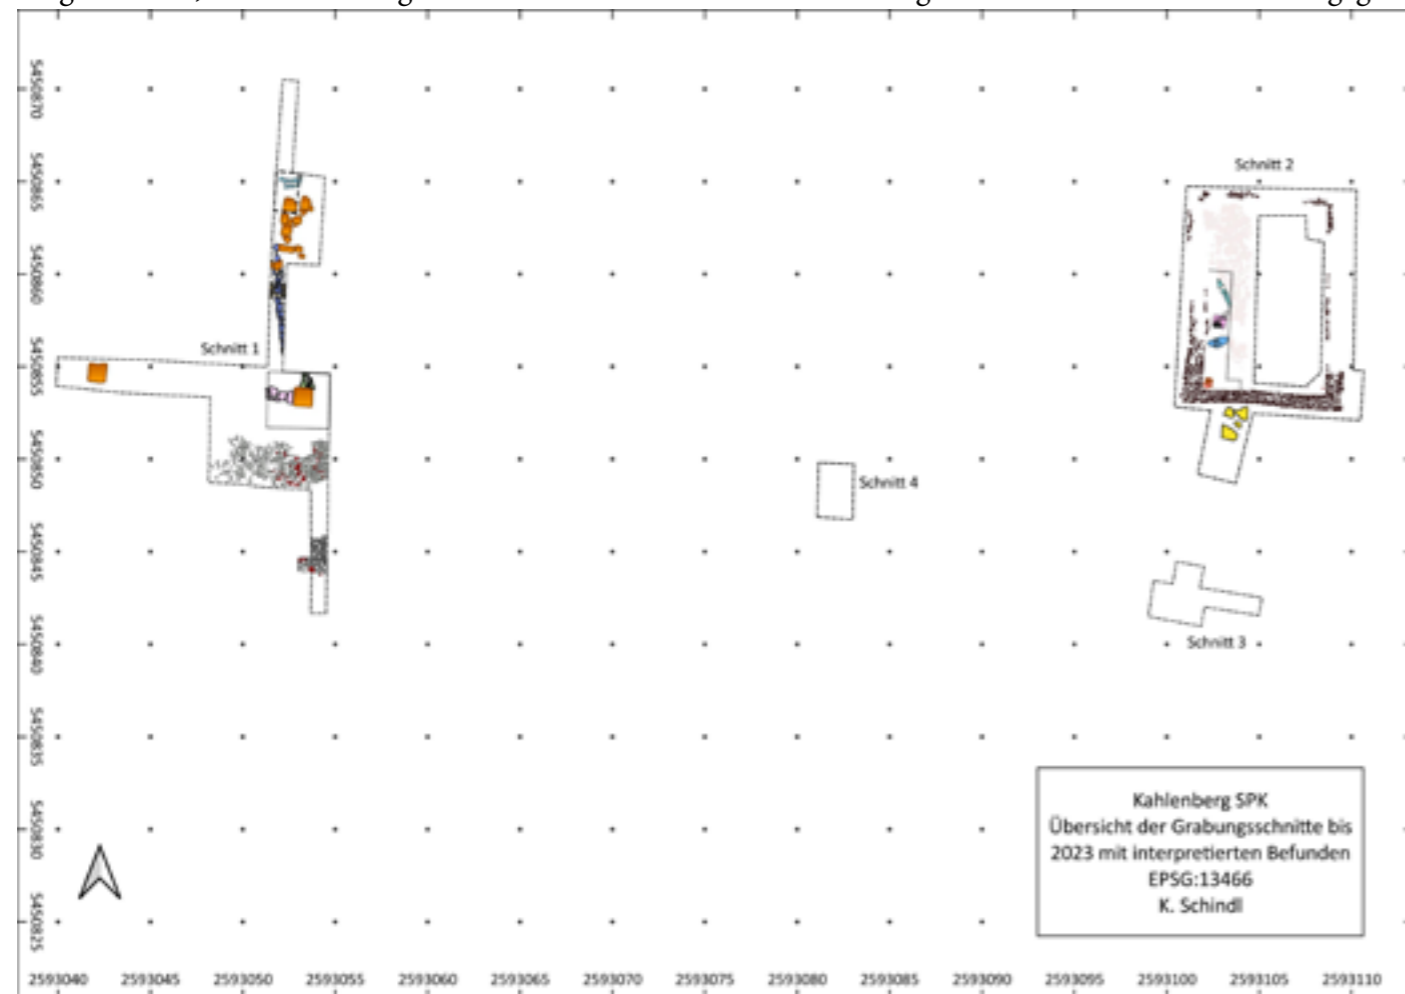 5450870
5450865
Schnitt 2
5450860
Schnitt 1
5450855
5450850
Schnitt 4
5450845
5450840
Schnitt 3
5450835
Kahlenberg SPK
Übersicht der Grabungsschnitte bis
2023 mit interpretierten Befunden
EPSG:13466
K. Schindl
5450830
5450825
2593040 2593045 2593050 2593055 2593060 2593065 2593070 2593075 2593080 2593085 2593090 2593095 2593100 2593105 2593110